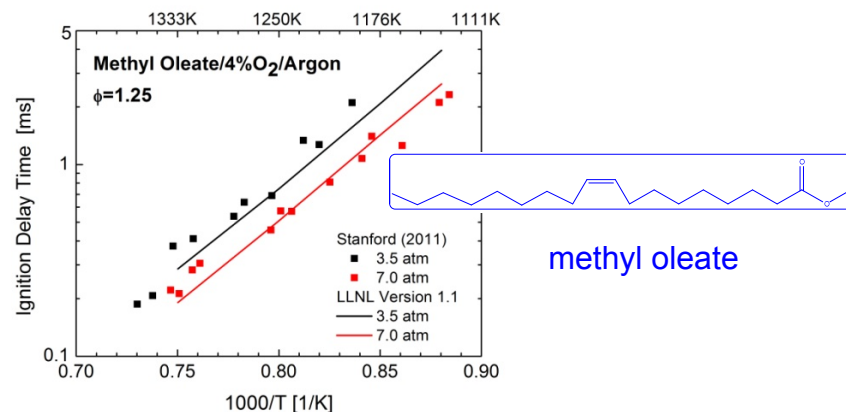 1333K 1250K 1176K 1111K
5
Methyl Oleate/4%O2/Argon
ϕ=1.25
Ignition Delay Time [ms]
1
Stanford (2011)
3.5 atm
7.0 atm
LLNL Version 1.1
3.5 atm
7.0 atm
0.1
0.70 0.75 0.80 0.85 0.90
1000/T [1/K]
O
O
methyl oleate